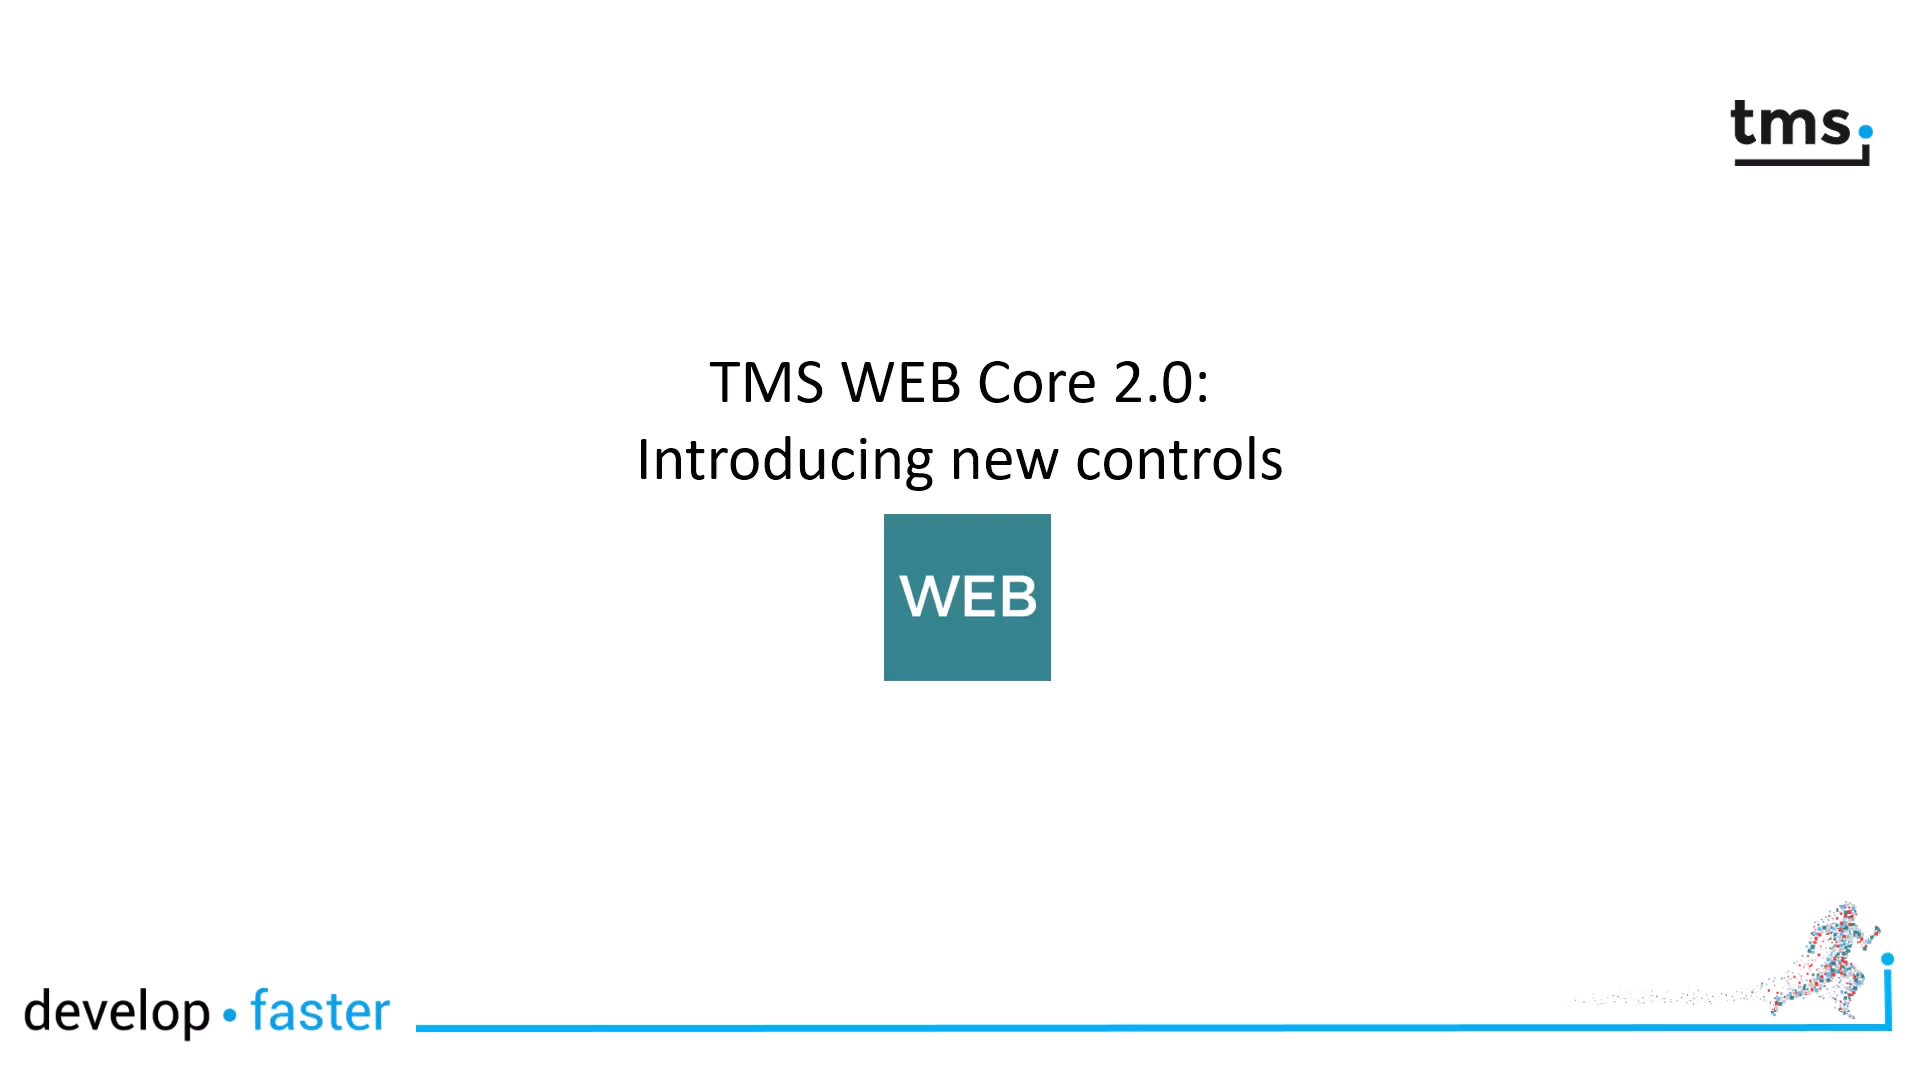 tms
TMS WEB Core 2.0:
Introducing new controls
WEB
develop • faster